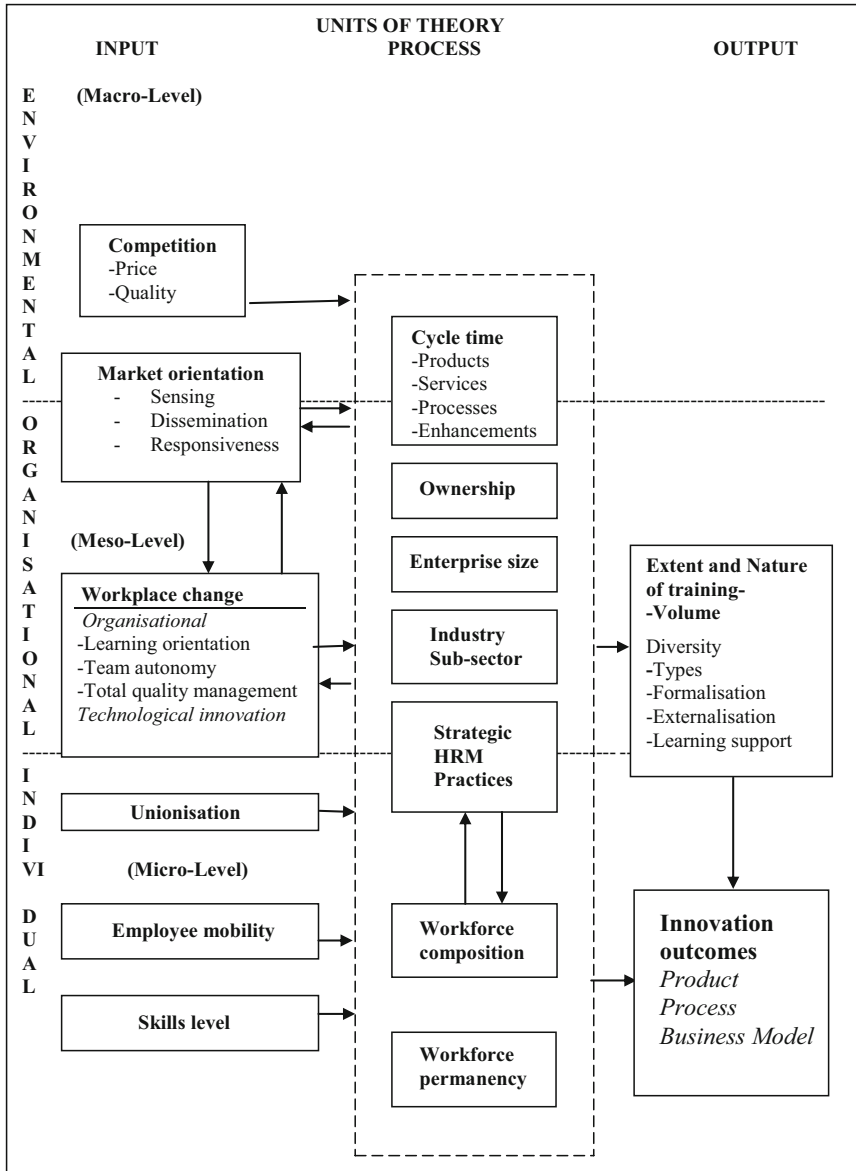 UNITS OF THEORY
INPUT PROCESS OUTPUT
ENVIRONMENTAL
(Macro-Level)
Competition
-Price
-Quality
Market orientation
- Sensing
- Dissemination
- Responsiveness
ORGANISATIONAL
(Meso-Level)
Workplace change
Organisational
-Learning orientation
-Team autonomy
-Total quality management
Technological innovation
INDIVIDUAL
Unionisation
(Micro-Level)
Employee mobility
Skills level
Cycle time
-Products
-Services
-Processes
-Enhancements
Ownership
Enterprise size
Industry
Sub-sector
Strategic
HRM
Practices
Workforce
composition
Workforce
permanency
Extent and Nature
of training-
-Volume
Diversity
-Types
-Formalisation
-Externalisation
-Learning support
Innovation
outcomes
Product
Process
Business Model